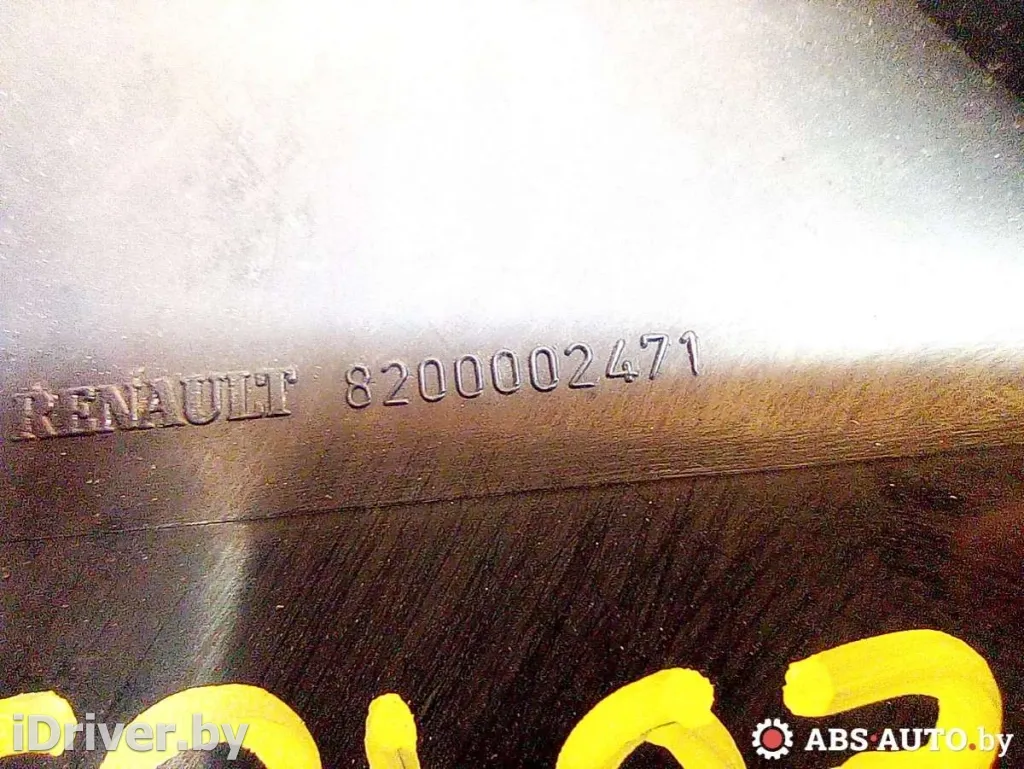 RENAULT 8200002471
iDriver.by
ABS-AUTO.by